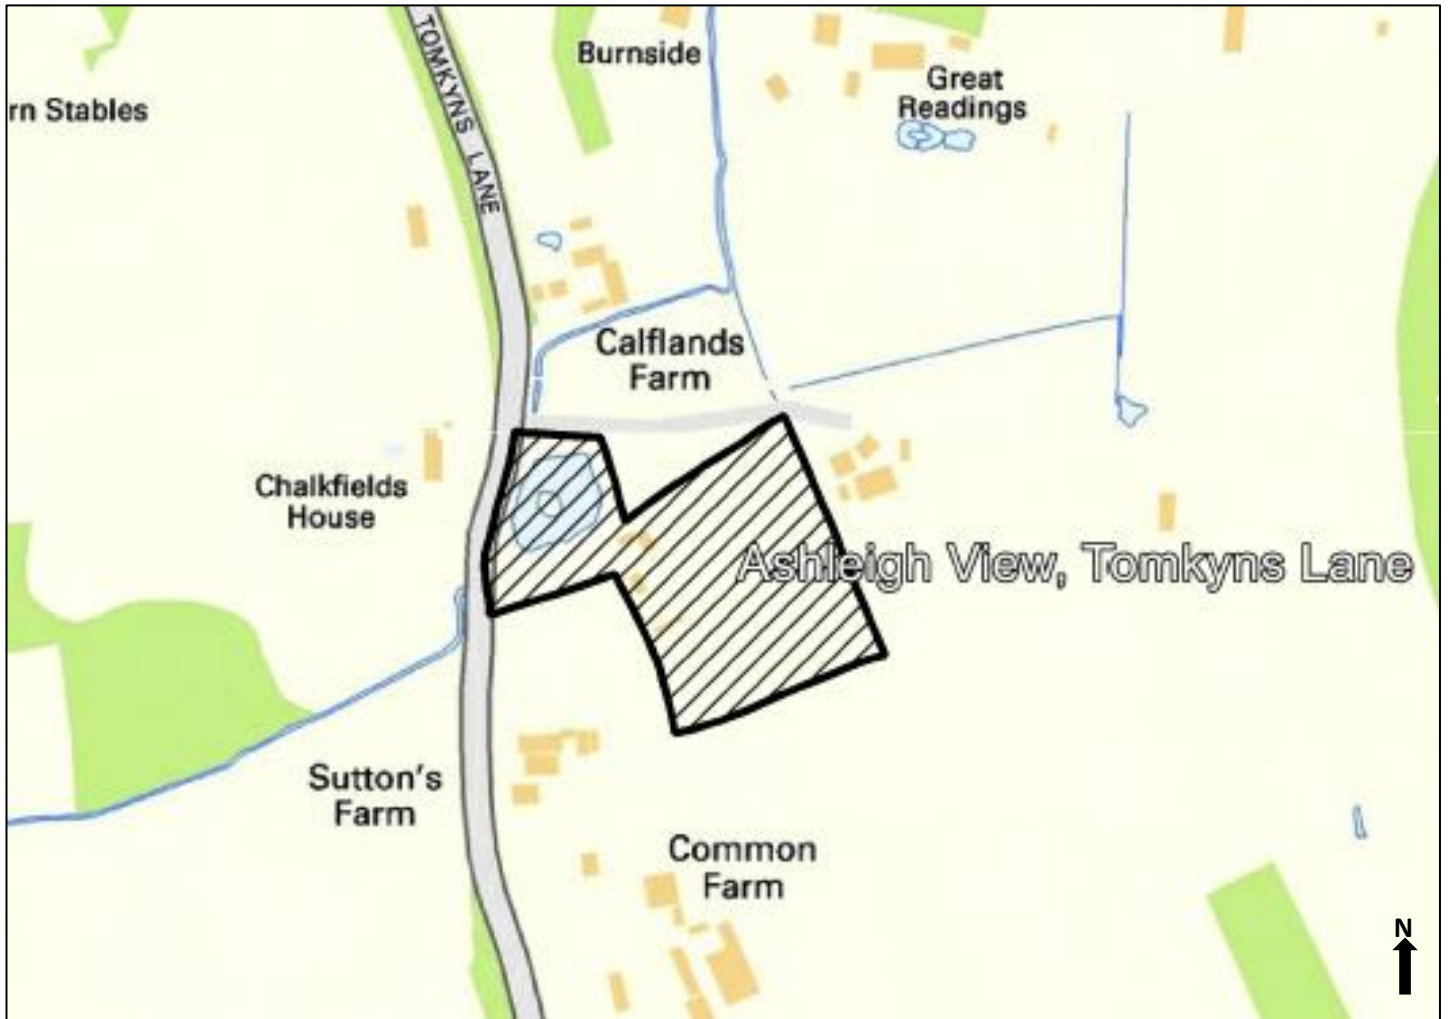 TOMKYNS LANE
Burnside
Great
Readings
rn Stables
Calflands
Farm
Chalkfields
House
Ashleigh View, Tomkyns Lane
Sutton's
Farm
Common
Farm
N